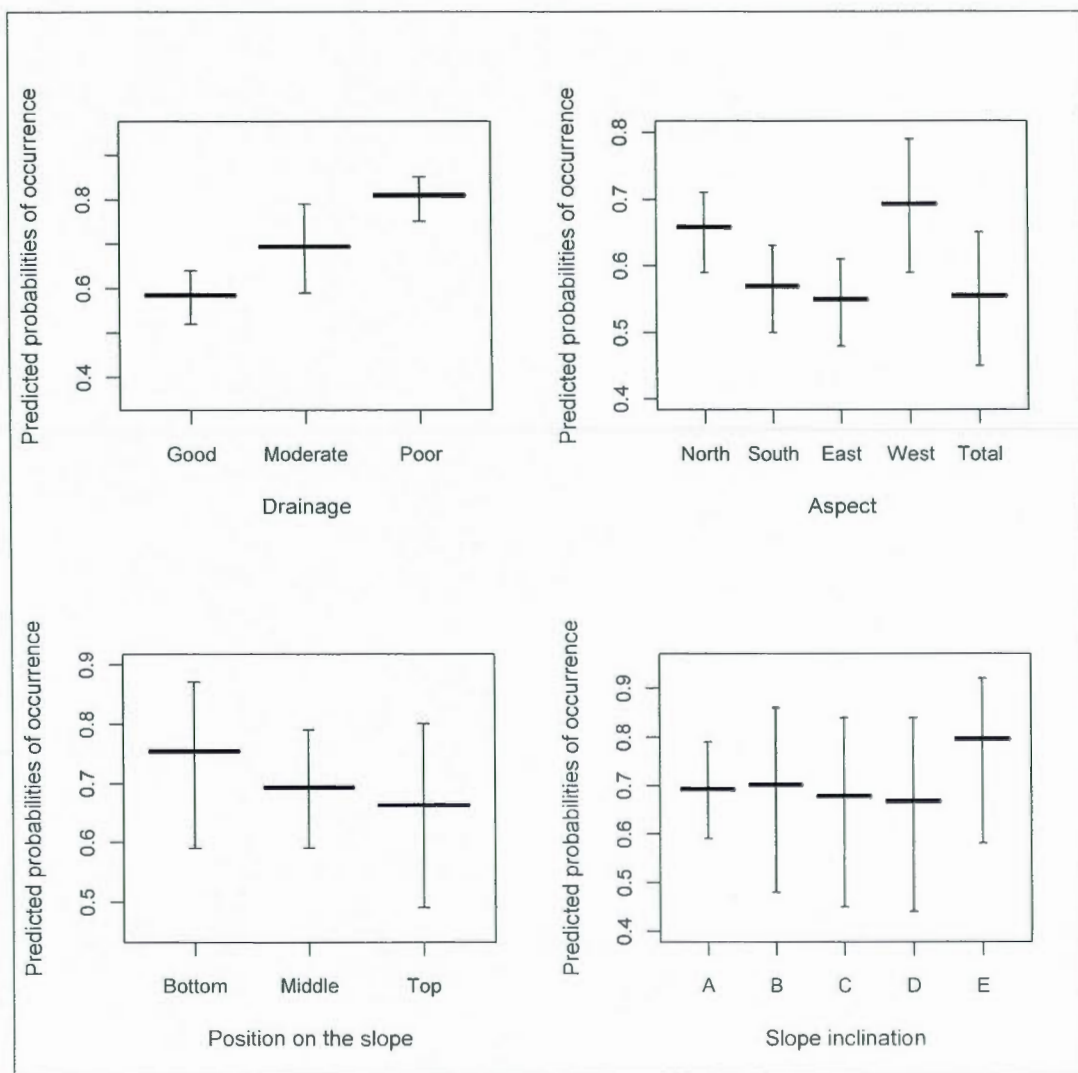 Predicted probabilities of occurrence
0.8
0.6
0.4
Good Moderate Poor
Drainage
Predicted probabilities of occurrence
0.8
0.7
0.6
0.5
0.4
North South East West Total
Aspect
Predicted probabilities of occurrence
0.9
0.8
0.7
0.6
0.5
Bottom Middle Top
Position on the slope
Predicted probabilities of occurrence
0.9
0.8
0.7
0.6
0.5
0.4
A B C D E
Slope inclination